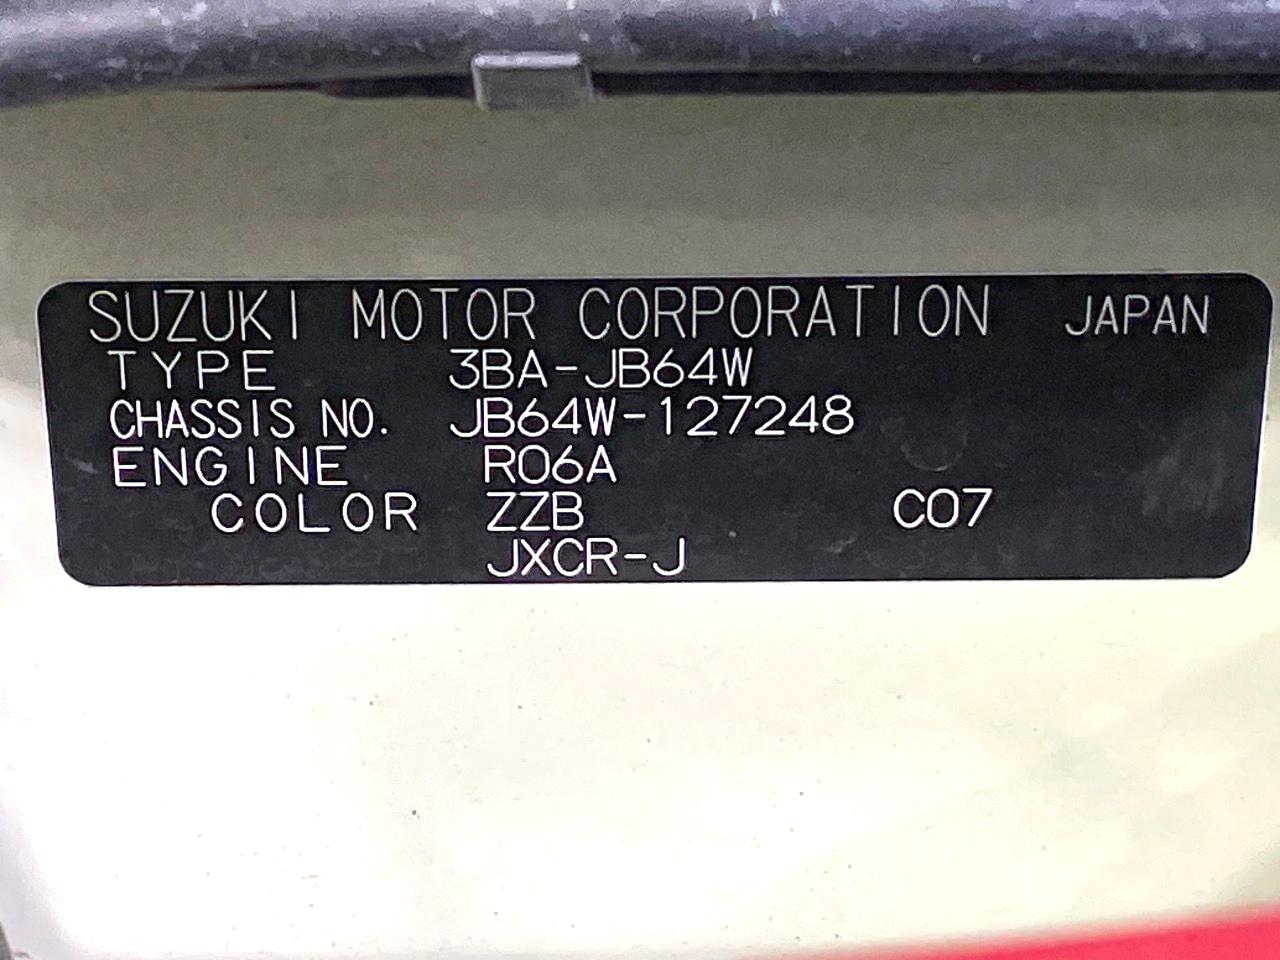 SUZUKI MOTOR CORPORATION JAPAN
TYPE 3BA-JB64W
CHASSIS NO. JB64W-127248
ENGINE R06A
COLOR ZZB C07
JXCR-J